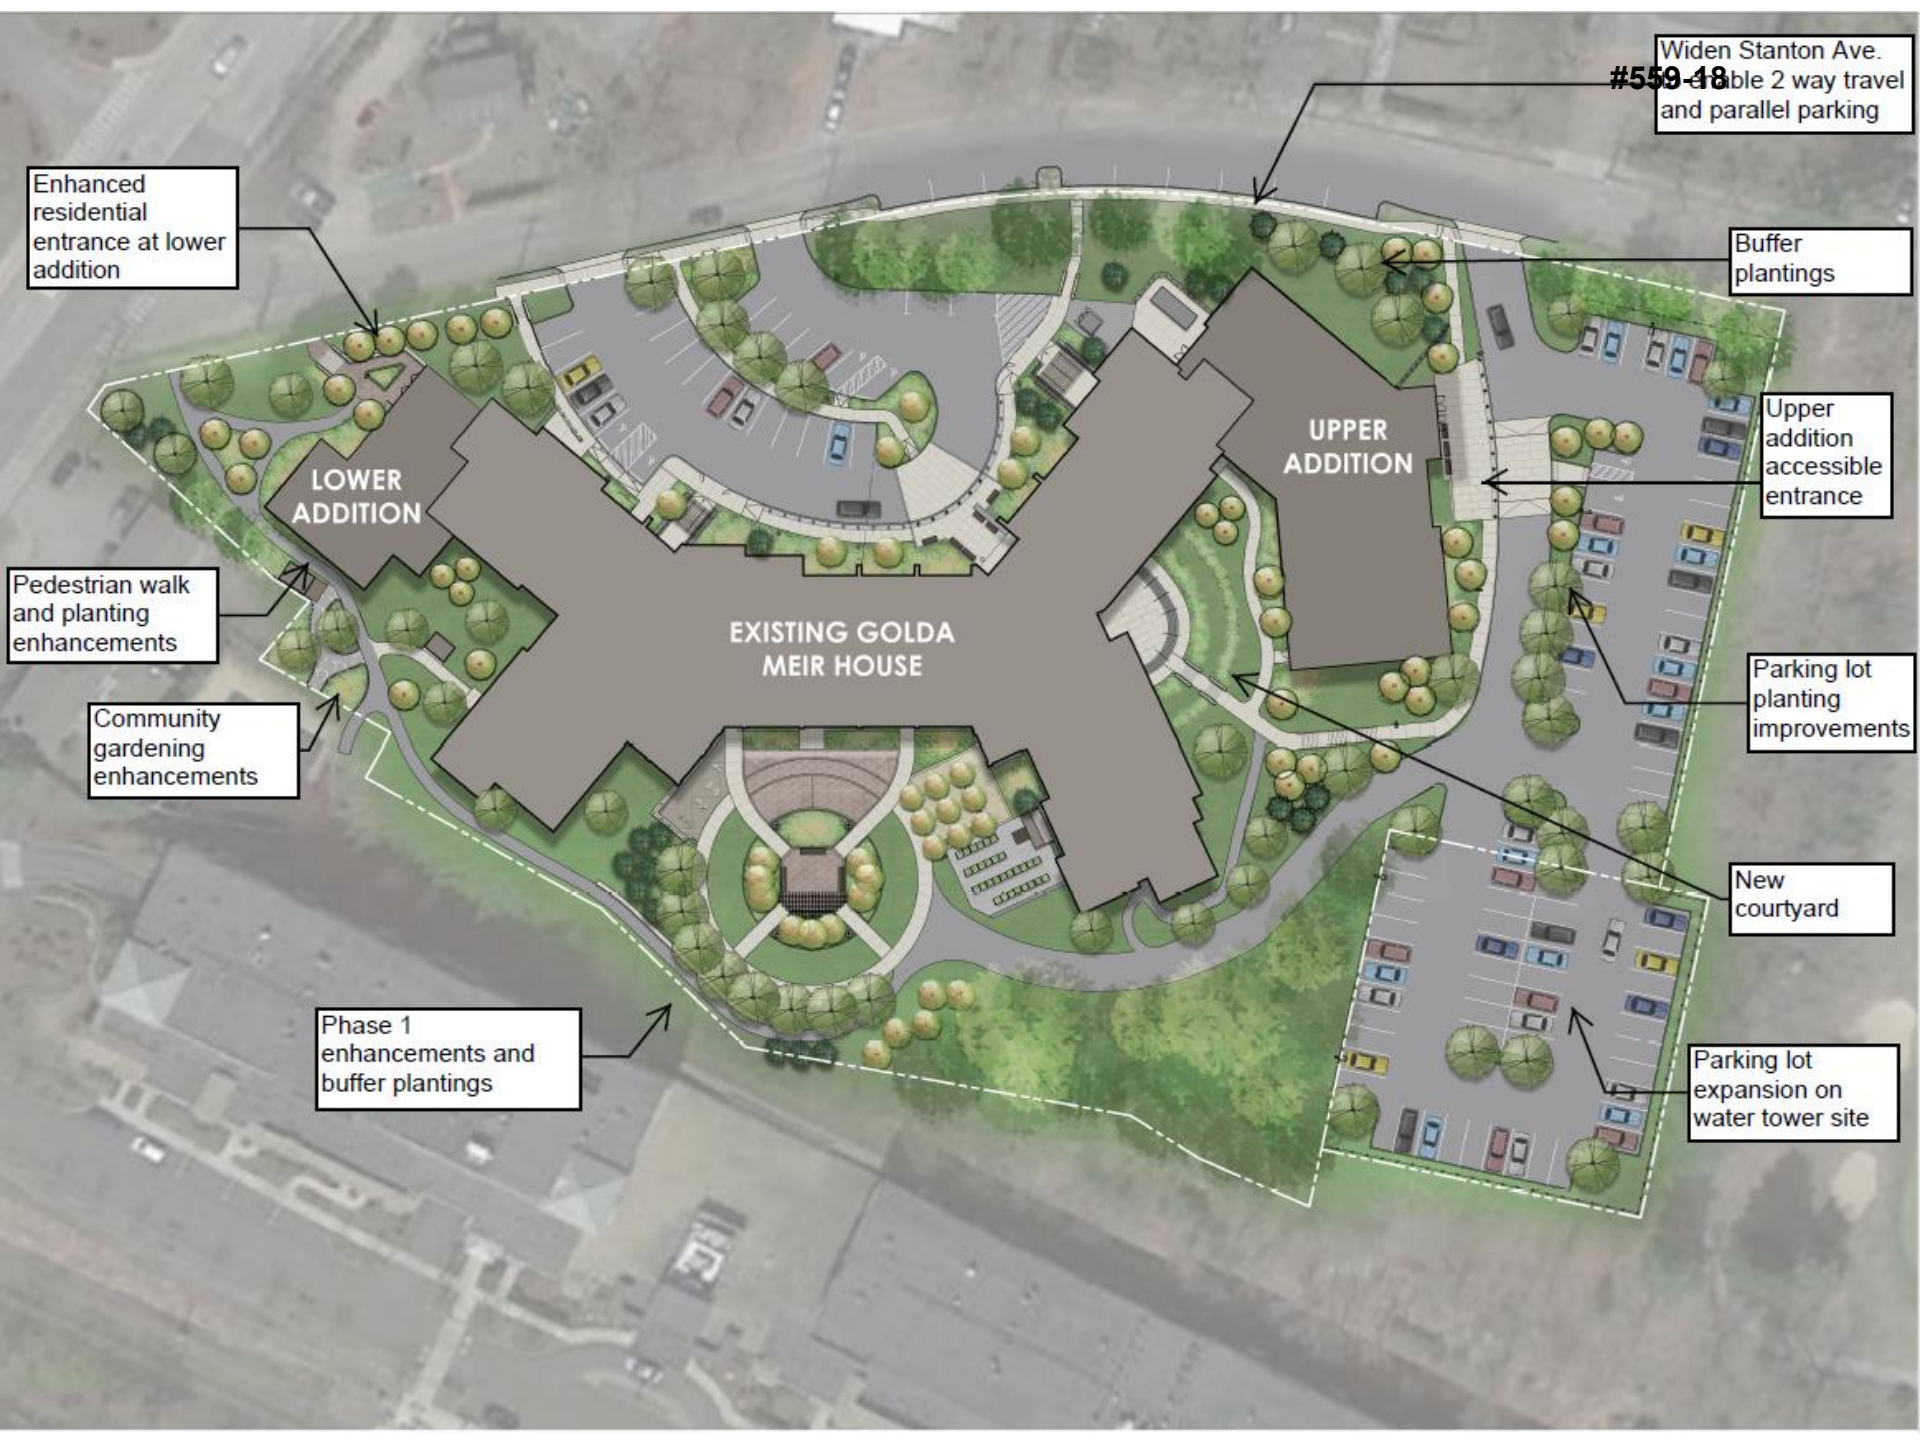 Widen Stanton Ave.
#559-18
to enable 2 way travel
and parallel parking
Enhanced
residential
entrance at lower
addition
Buffer
plantings
Upper
addition
accessible
entrance
UPPER
ADDITION
LOWER
ADDITION
Pedestrian walk
and planting
enhancements
EXISTING GOLDA
MEIR HOUSE
Parking lot
planting
improvements
Community
gardening
enhancements
New
courtyard
Phase 1
enhancements and
buffer plantings
Parking lot
expansion on
water tower site